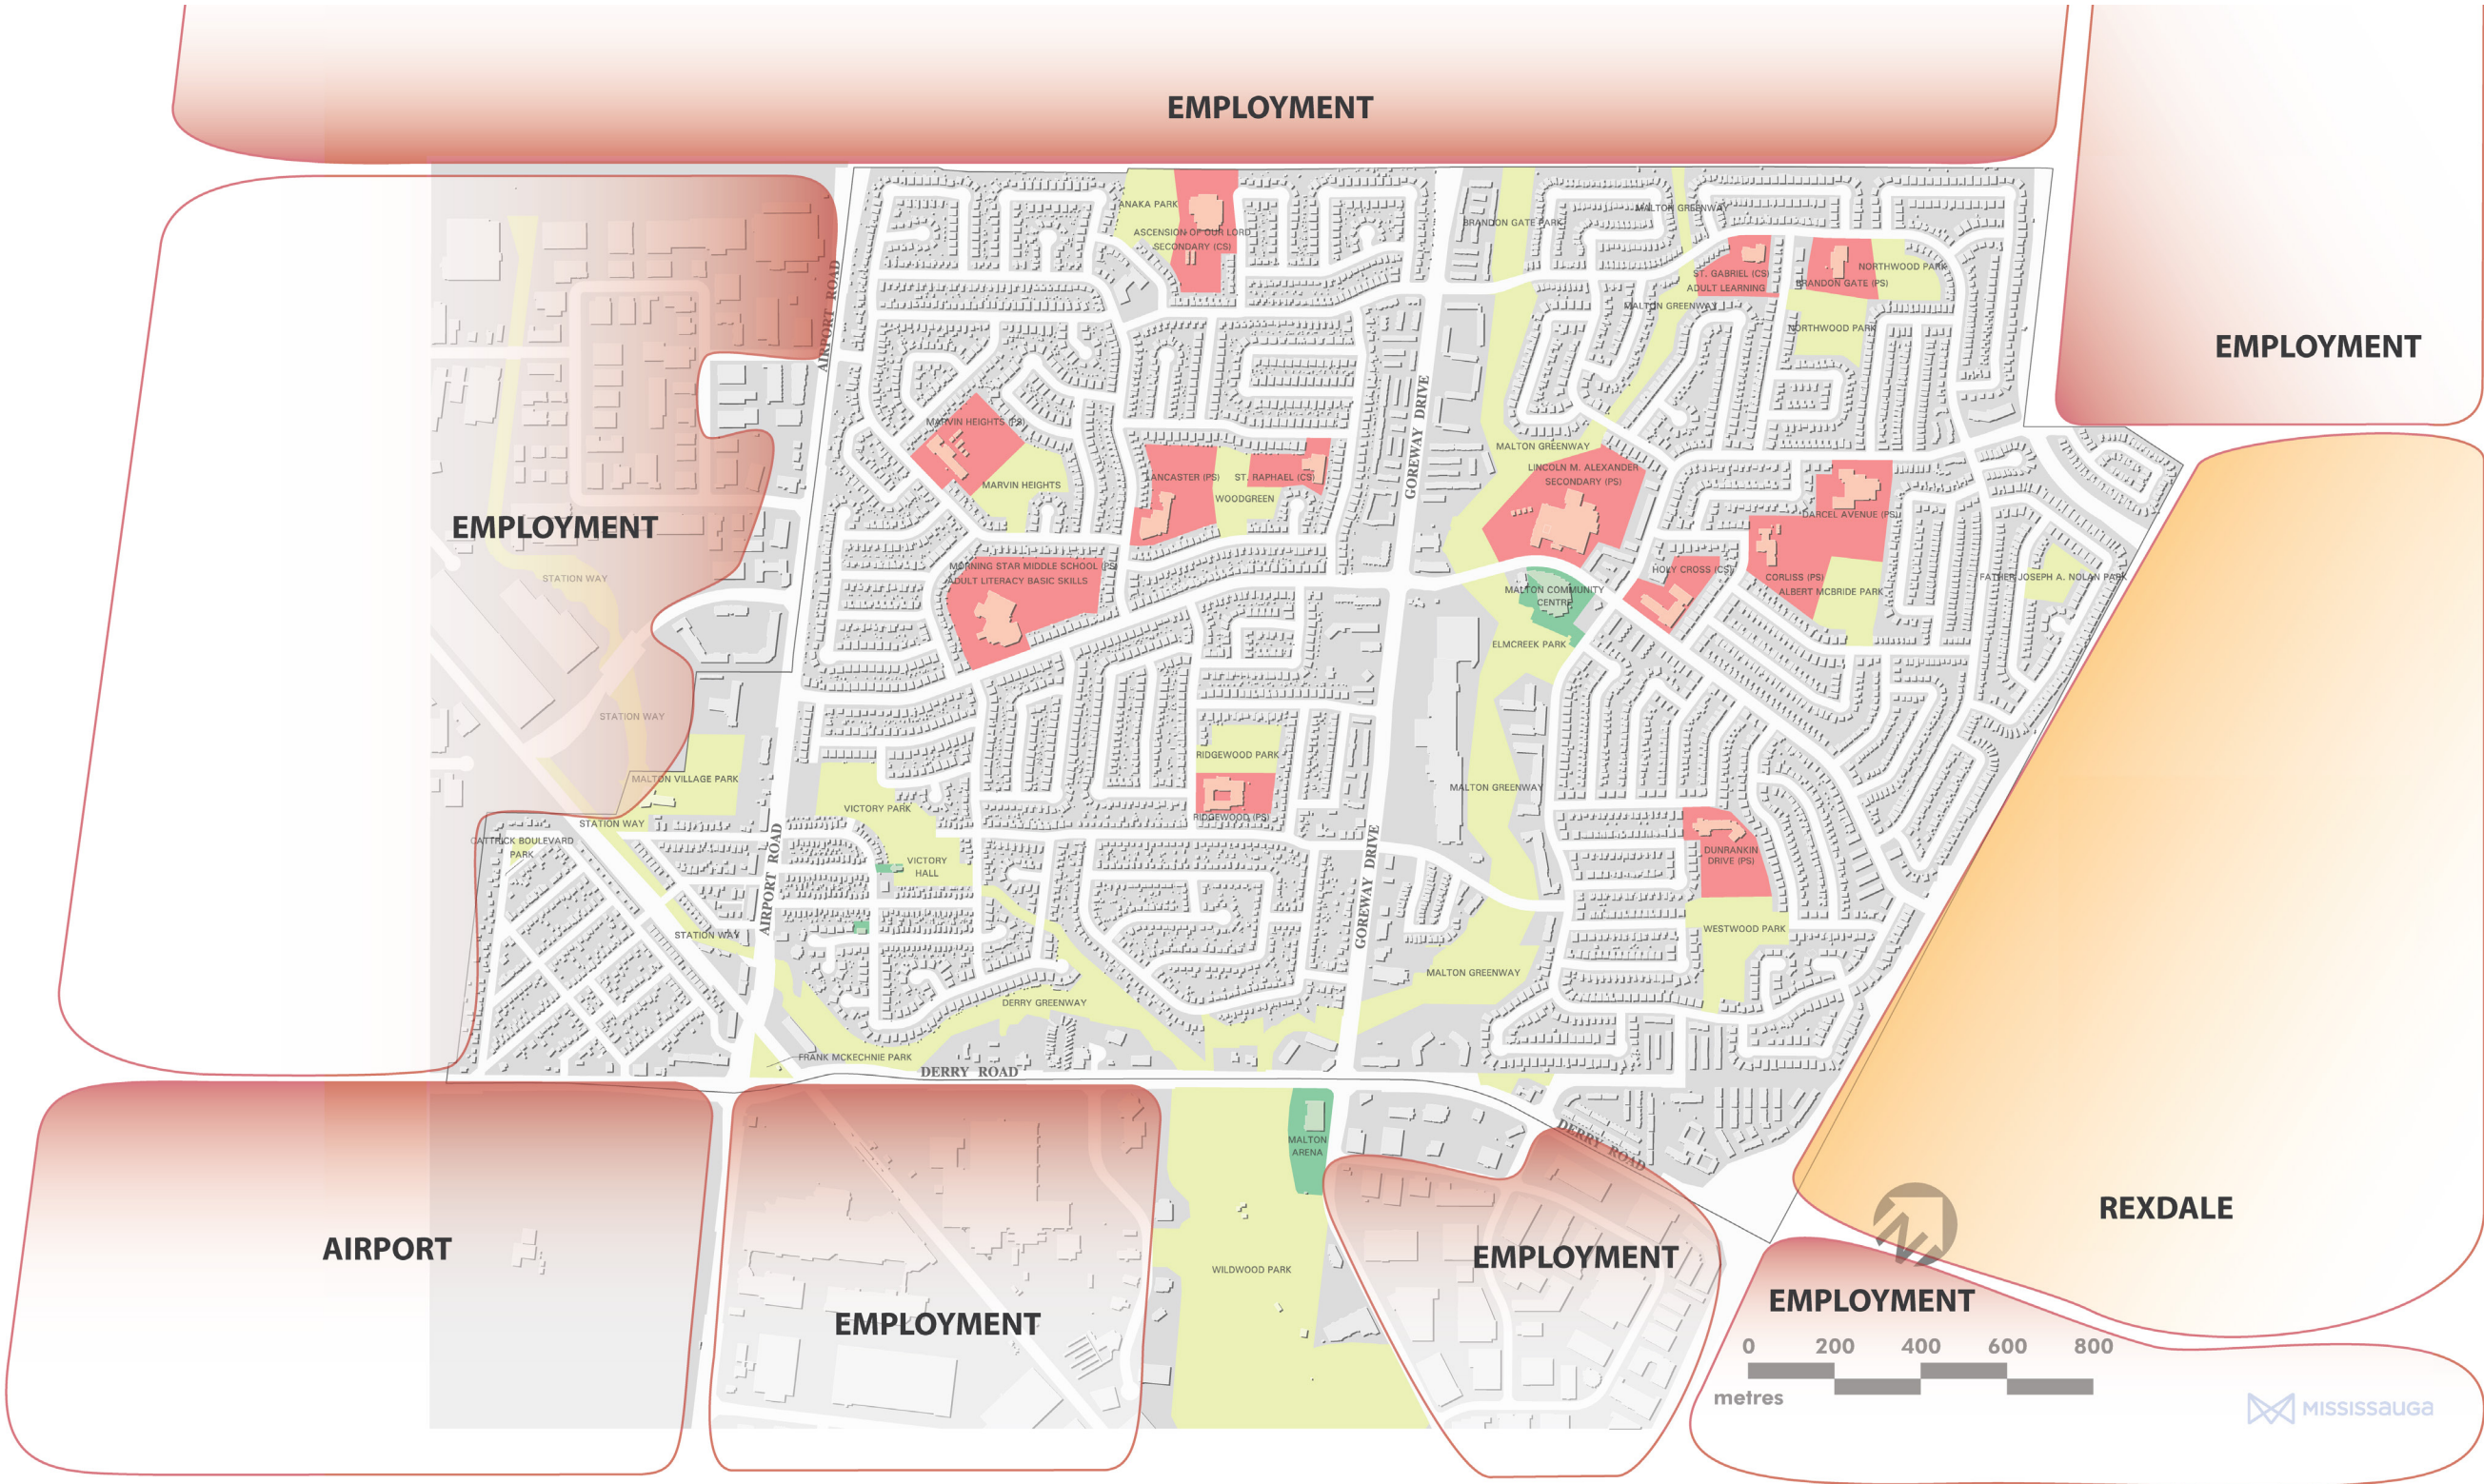 EMPLOYMENT
EMPLOYMENT
EMPLOYMENT
AIRPORT ROAD
ANAKA PARK
ASCENSION OF OUR LORD
SECONDARY (CS)
GOREWAY DRIVE
BRANDON GATE PARK
MALTON GREENWAY
ST. GABRIEL (CS)
ADULT LEARNING
MALTON GREENWAY
BRANDON GATE (PS)
NORTHWOOD PARK
NORTHWOOD PARK
MARVIN HEIGHTS (PS)
MARVIN HEIGHTS
LANCASTER (PS)
ST. RAPHAEL (CS)
WOODGREEN
MALTON GREENWAY
LINCOLN M. ALEXANDER
SECONDARY (PS)
DARCEL AVENUE (PS)
MORNING STAR MIDDLE SCHOOL (PS)
ADULT LITERACY BASIC SKILLS
MALTON COMMUNITY
CENTRE
HOLY CROSS (CS)
CORLISS (PS)
ALBERT MCBRIDE PARK
FATHER JOSEPH A. NOLAN PARK
ELMCREEK PARK
STATION WAY
STATION WAY
MALTON VILLAGE PARK
STATION WAY
CATTRICK BOULEVARD
PARK
STATION WAY
AIRPORT ROAD
VICTORY PARK
VICTORY
HALL
RIDGEWOOD PARK
RIDGEWOOD (PS)
GOREWAY DRIVE
MALTON GREENWAY
DUNRANKIN
DRIVE (PS)
WESTWOOD PARK
MALTON GREENWAY
DERRY GREENWAY
FRANK MCKECHNIE PARK
DERRY ROAD
DERRY ROAD
MALTON
ARENA
WILDWOOD PARK
AIRPORT
EMPLOYMENT
EMPLOYMENT
REXDALE
N
EMPLOYMENT
0 200 400 600 800
metres
MISSISSAUGA